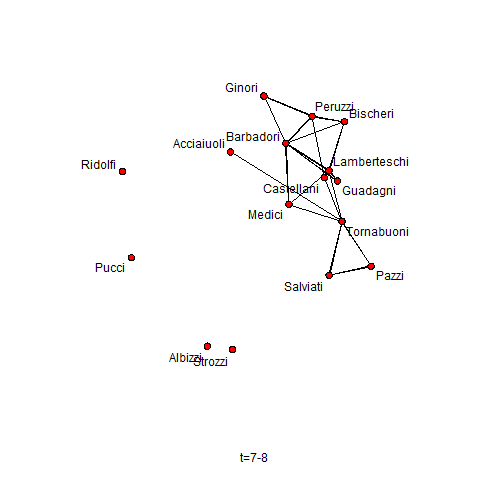 Ginori
Peruzzi
Bischeri
Barbadori
Acciaiuoli
Lamberteschi
Ridolfi
Castellani
Guadagni
Medici
Tornabuoni
Pucci
Pazzi
Salviati
Albizzi
Strozzi
t=7-8